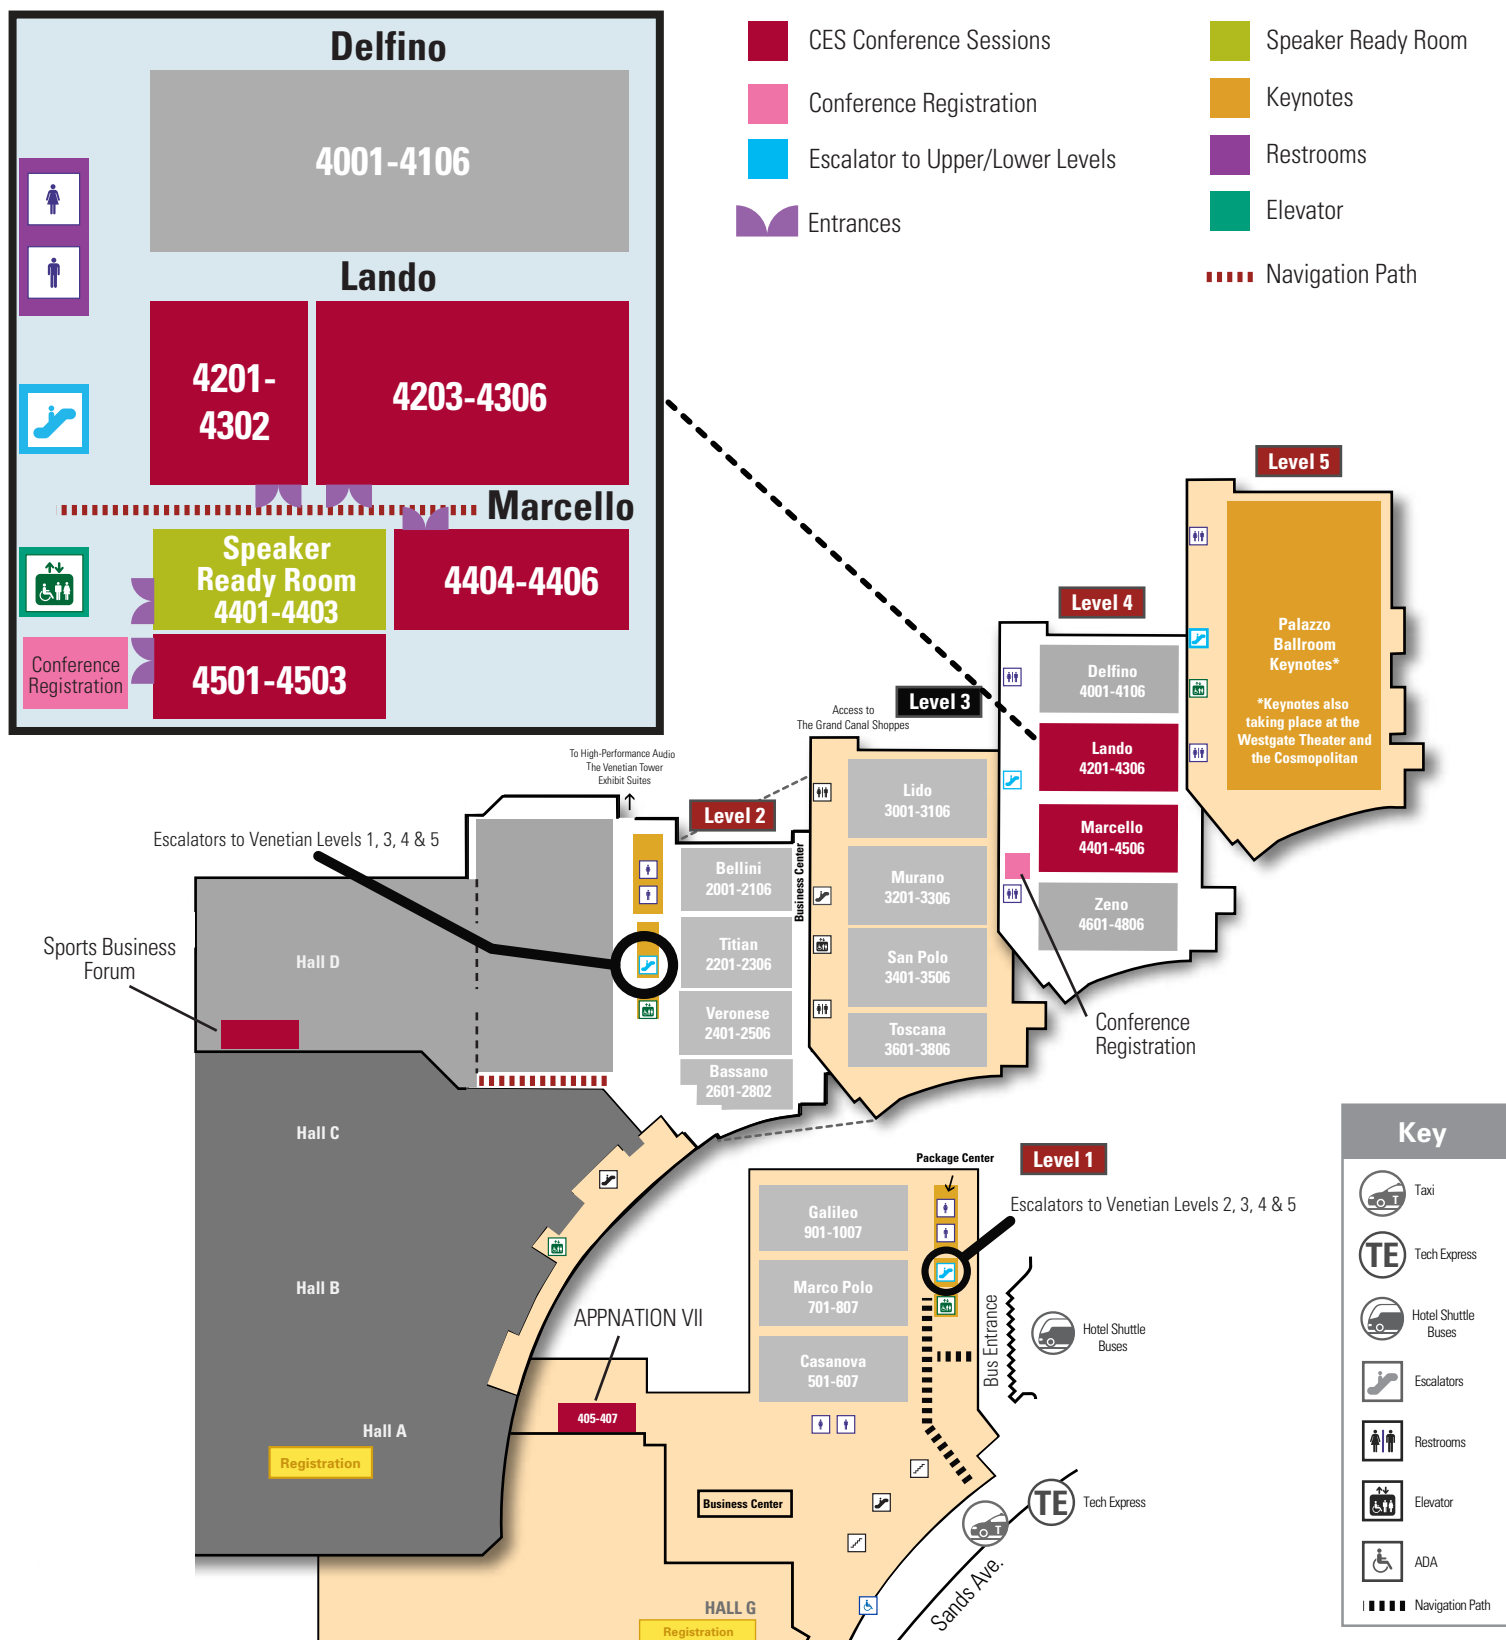 Delfino
4001-4106
Lando
4201-
4302
4203-4306
Marcello
Speaker
Ready Room
4401-4403
4404-4406
Conference
Registration
4501-4503
CES Conference Sessions
Conference Registration
Escalator to Upper/Lower Levels
Entrances
Speaker Ready Room
Keynotes
Restrooms
Elevator
Navigation Path
Level 5
Palazzo
Ballroom
Keynotes*
*Keynotes also
taking place at the
Westgate Theater and
the Cosmopolitan
Level 4
Delfino
4001-4106
Lando
4201-4306
Marcello
4401-4506
Zeno
4601-4806
Conference
Registration
Level 3
Access to
The Grand Canal Shoppes
Lido
3001-3106
Murano
3201-3306
San Polo
3401-3506
Toscana
3601-3806
To High-Performance Audio
The Venetian Tower
Exhibit Suites
Level 2
Business Center
Bellini
2001-2106
Titian
2201-2306
Veronese
2401-2506
Bassano
2601-2802
Escalators to Venetian Levels 1, 3, 4 & 5
Sports Business
Forum
Hall D
Hall C
Hall B
Hall A
Registration
Package Center
Level 1
Escalators to Venetian Levels 2, 3, 4 & 5
Galileo
901-1007
Marco Polo
701-807
Casanova
501-607
Bus Entrance
Hotel Shuttle
Buses
APPNATION VII
405-407
Business Center
TE
Tech Express
T
Sands Ave.
HALL G
Registration
Key
T
Taxi
TE
Tech Express
Hotel Shuttle
Buses
Escalators
Restrooms
Elevator
ADA
Navigation Path